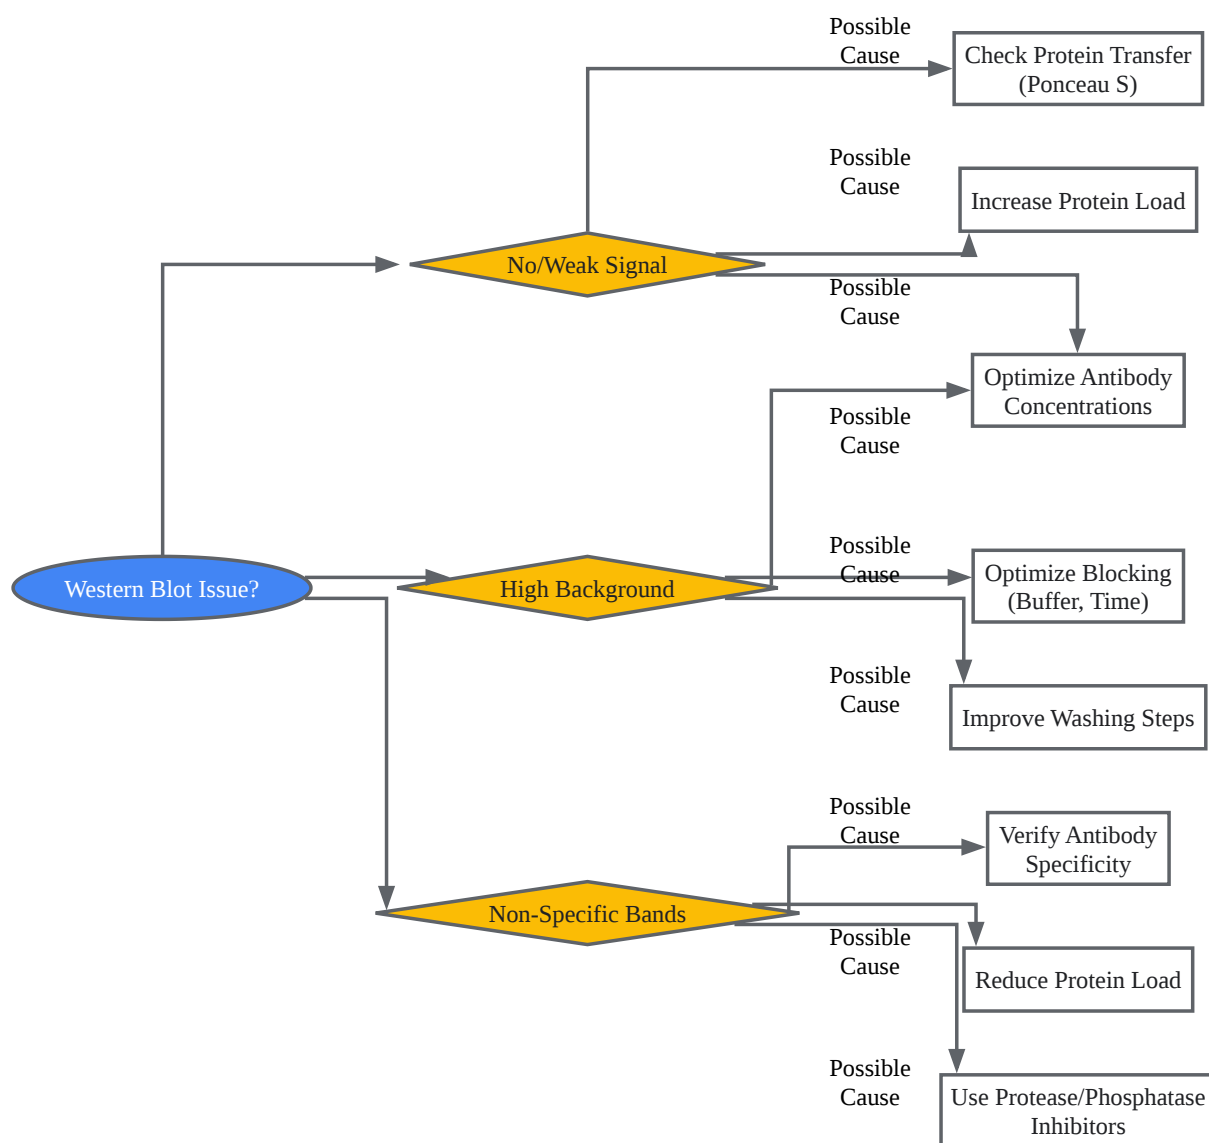 Possible
Cause
Check Protein Transfer
(Ponceau S)
Possible
Cause
Increase Protein Load
No/Weak Signal
Possible
Cause
Optimize Antibody
Concentrations
Possible
Cause
Western Blot Issue?
High Background
Possible
Cause
Optimize Blocking
(Buffer, Time)
Possible
Cause
Improve Washing Steps
Possible
Cause
Verify Antibody
Specificity
Non-Specific Bands
Possible
Cause
Reduce Protein Load
Possible
Cause
Use Protease/Phosphatase
Inhibitors